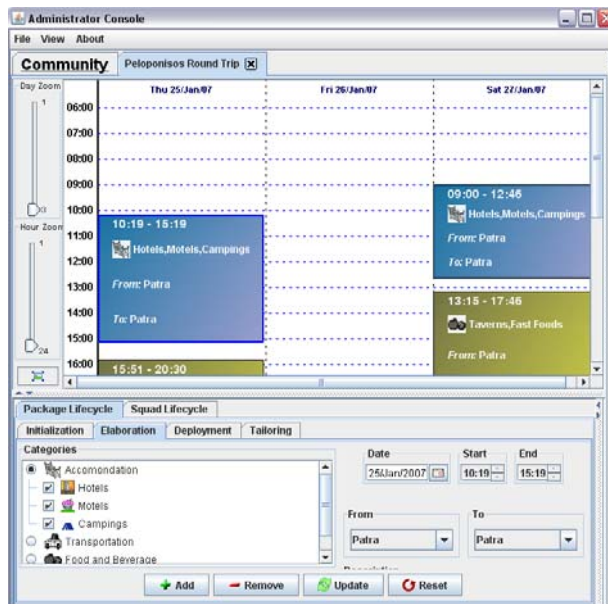 Administrator Console
File View About
Community Peloponisos Round Trip
Day Zoom
1
3
Hour Zoom
1
24
Thu 25/Jan/07 Fri 26/Jan/07 Sat 27/Jan/07
06:00
07:00
08:00
09:00
10:00
11:00
12:00
13:00
14:00
15:00
16:00
10:19 - 15:19
Hotels,Motels,Campings
From: Patra
To: Patra
15:51 - 20:30
09:00 - 12:46
Hotels,Motels,Campings
From: Patra
To: Patra
13:15 - 17:46
Taverns,Fast Foods
From: Patra
Package Lifecycle Squad Lifecycle
Initialization Elaboration Deployment Tailoring
Categories
Accomondation
Hotels
Motels
Campings
Transportation
Food and Beverage
Date Start End
25/Jan/2007 10:19 15:19
From To
Patra Patra
Description
Add Remove Update Reset